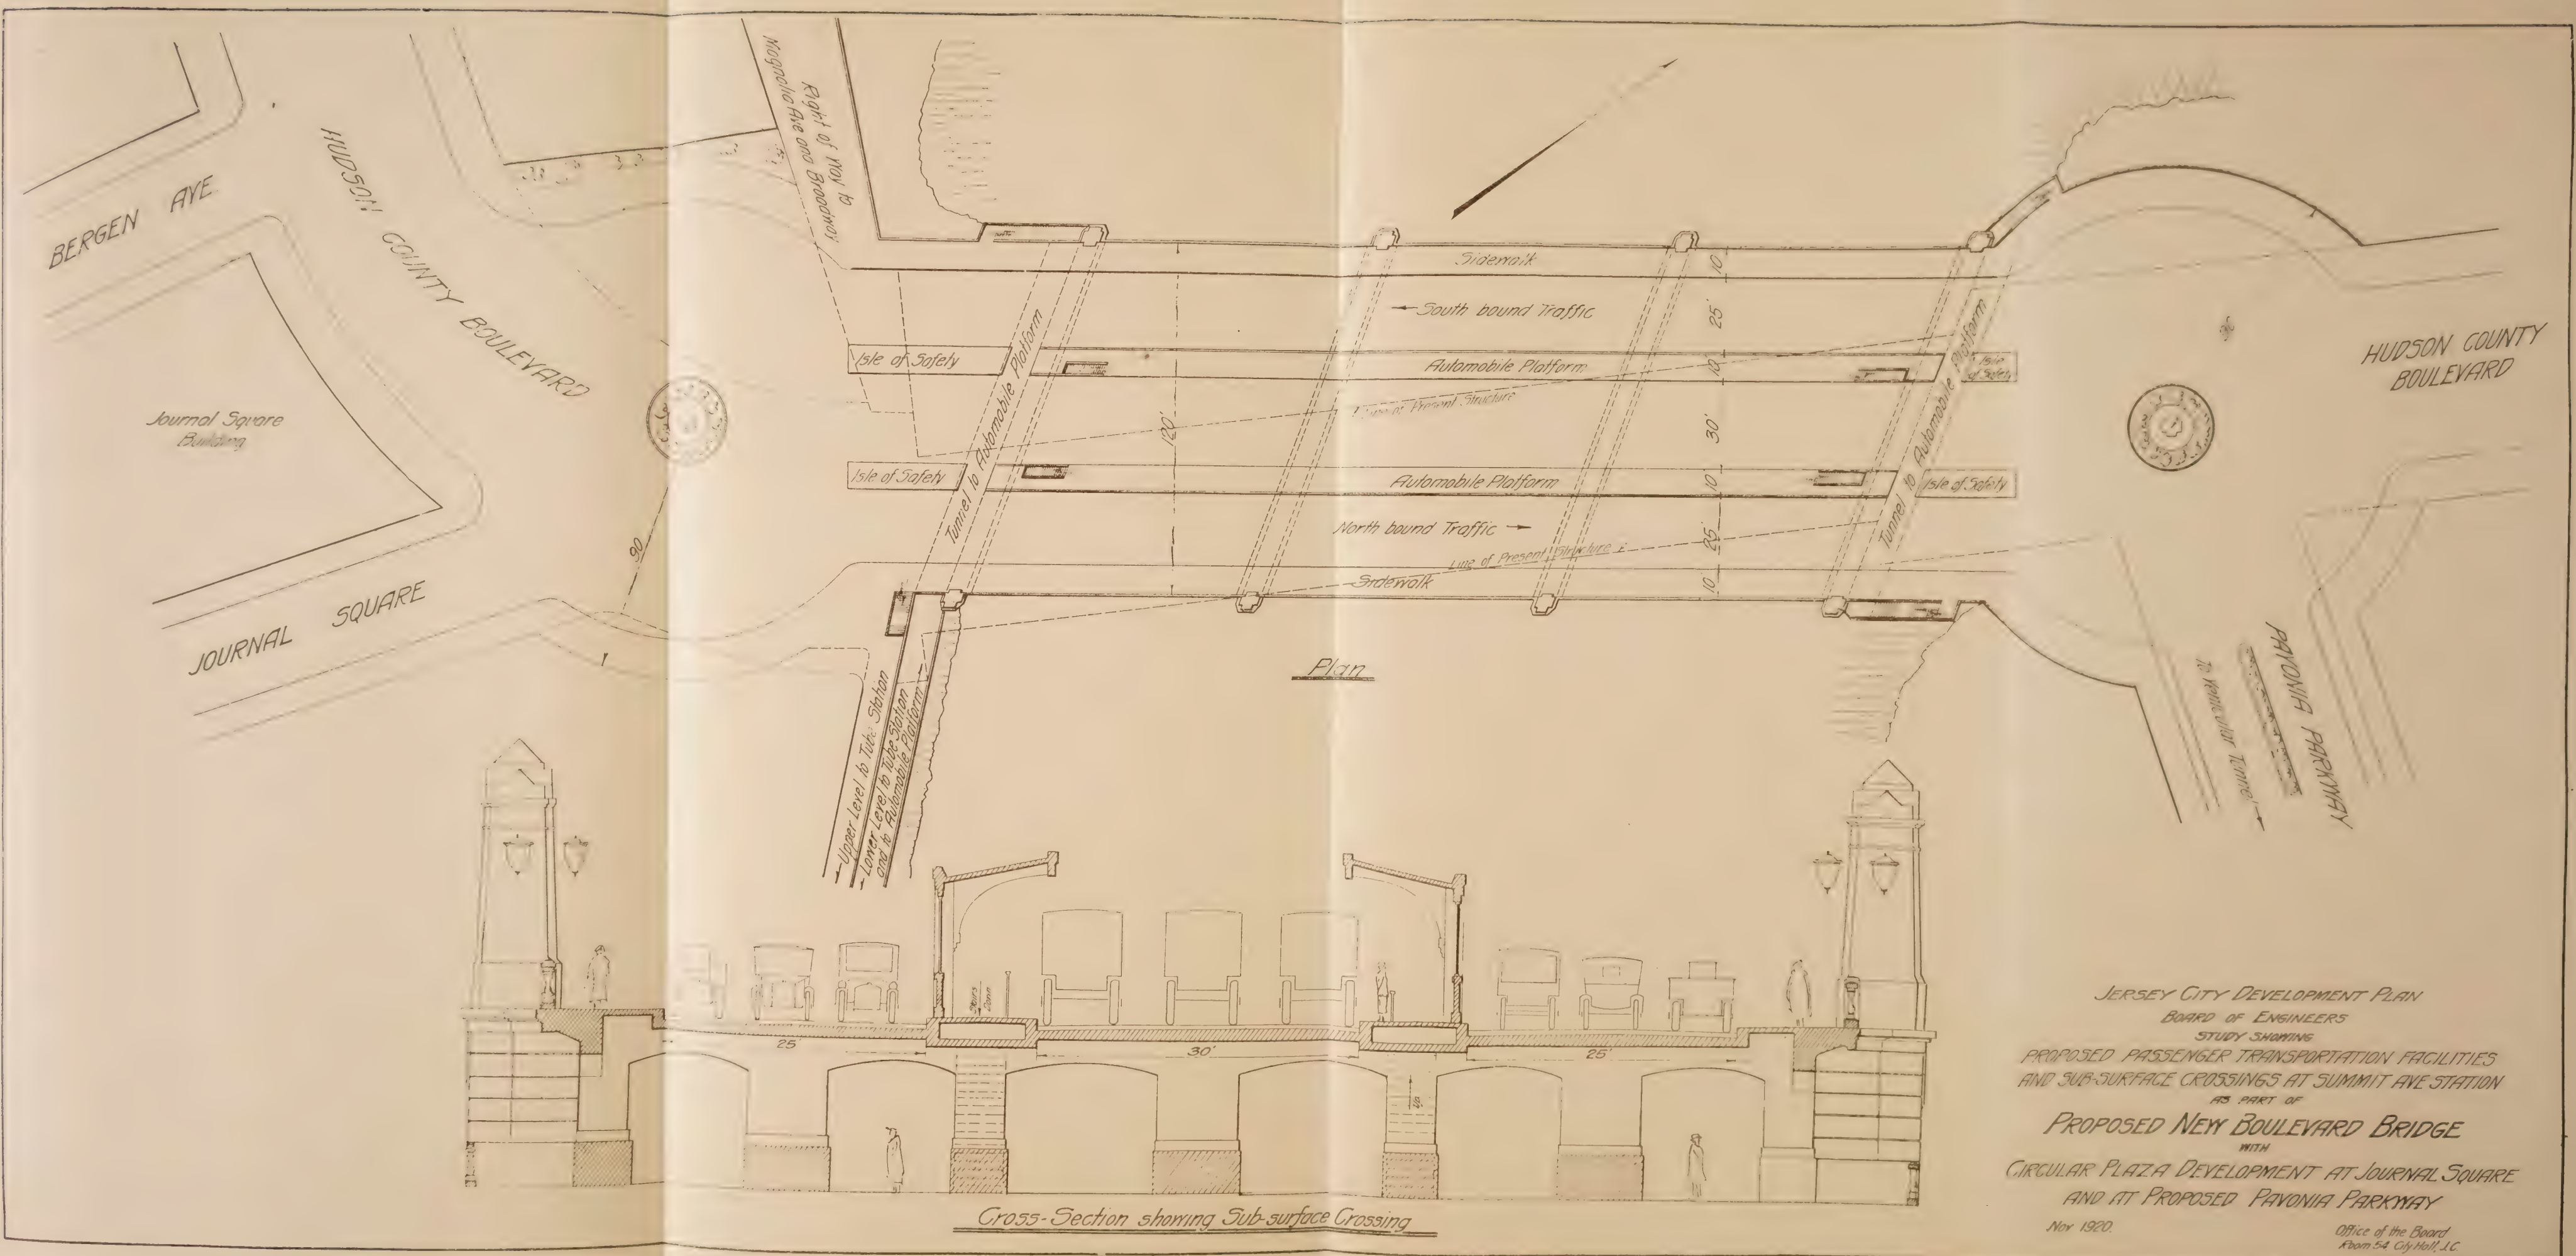 BERGEN AVE.
HUDSON COUNTY BOULEVARD
Journal Square
Building
JOURNAL SQUARE
90
Right of Way to
Magnolia Ave and Broadway
Sidewalk
10
← South bound Traffic
25'
Isle of Safety
Automobile Platform
10'
Isle
of Safety
Line of Present Structure
120'
30'
Isle of Safety
Automobile Platform
10'
Isle of Safety
North bound Traffic →
25'
Line of Present Structure
Sidewalk
10'
Tunnel to Automobile Platform
Tunnel to Automobile Platform
Upper Level to Tube Station
Lower Level to Tube Station
and to Automobile Platform
Plan
HUDSON COUNTY
BOULEVARD
PAVONIA PARKWAY
To Vehicular Tunnel
Stairs
Down
25
30'
25'
Up
Cross-Section showing Sub-surface Crossing
JERSEY CITY DEVELOPMENT PLAN
BOARD OF ENGINEERS
STUDY SHOWING
PROPOSED PASSENGER TRANSPORTATION FACILITIES
AND SUB-SURFACE CROSSINGS AT SUMMIT AVE STATION
AS PART OF
PROPOSED NEW BOULEVARD BRIDGE
WITH
CIRCULAR PLAZA DEVELOPMENT AT JOURNAL SQUARE
AND AT PROPOSED PAVONIA PARKWAY
Nov 1920.
Office of the Board
Room 54 City Hall, J.C.